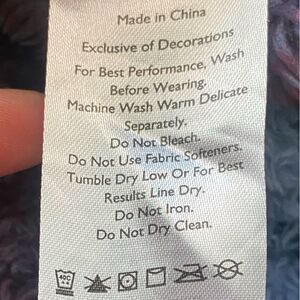 Made in China
Exclusive of Decorations
For Best Performance, Wash
Before Wearing.
Machine Wash Warm Delicate
Separately.
Do Not Bleach.
Do Not Use Fabric Softeners.
Tumble Dry Low Or For Best
Results Line Dry.
Do Not Iron.
Do Not Dry Clean.
40C